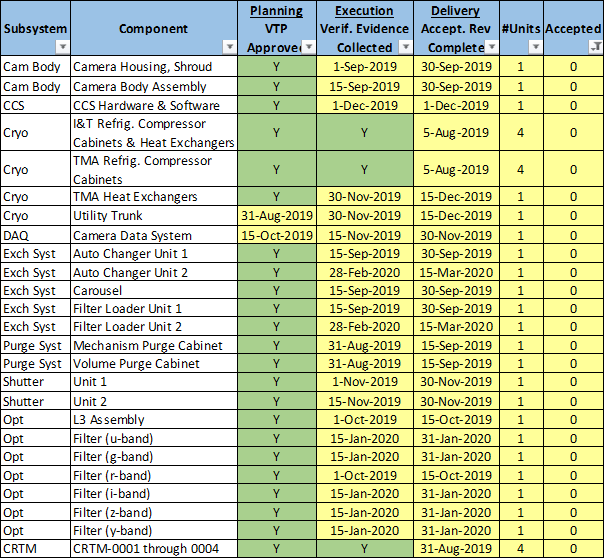 Subsystem Component Planning VTP Approved Execution Verif. Evidence Collected Delivery Accept. Rev Complete #Units Accepted
Cam Body Camera Housing, Shroud Y 1-Sep-2019 30-Sep-2019 1 0
Cam Body Camera Body Assembly Y 15-Sep-2019 30-Sep-2019 1 0
CCS CCS Hardware & Software Y 1-Dec-2019 1-Dec-2019 1 0
Cryo I&T Refrig. Compressor Cabinets & Heat Exchangers Y Y 5-Aug-2019 4 0
Cryo TMA Refrig. Compressor Cabinets Y Y 5-Aug-2019 4 0
Cryo TMA Heat Exchangers Y 30-Nov-2019 15-Dec-2019 1 0
Cryo Utility Trunk 31-Aug-2019 30-Nov-2019 15-Dec-2019 1 0
DAQ Camera Data System 15-Oct-2019 15-Nov-2019 30-Nov-2019 1 0
Exch Syst Auto Changer Unit 1 Y 15-Sep-2019 30-Sep-2019 1 0
Exch Syst Auto Changer Unit 2 Y 28-Feb-2020 15-Mar-2020 1 0
Exch Syst Carousel Y 15-Sep-2019 30-Sep-2019 1 0
Exch Syst Filter Loader Unit 1 Y 15-Sep-2019 30-Sep-2019 1 0
Exch Syst Filter Loader Unit 2 Y 28-Feb-2020 15-Mar-2020 1 0
Purge Syst Mechanism Purge Cabinet Y 31-Aug-2019 15-Sep-2019 1 0
Purge Syst Volume Purge Cabinet Y 31-Aug-2019 15-Sep-2019 1 0
Shutter Unit 1 Y 1-Nov-2019 30-Nov-2019 1 0
Shutter Unit 2 Y 15-Nov-2019 30-Nov-2019 1 0
Opt L3 Assembly Y 1-Oct-2019 15-Oct-2019 1 0
Opt Filter (u-band) Y 15-Jan-2020 31-Jan-2020 1 0
Opt Filter (g-band) Y 15-Jan-2020 31-Jan-2020 1 0
Opt Filter (r-band) Y 1-Oct-2019 15-Oct-2019 1 0
Opt Filter (i-band) Y 15-Jan-2020 31-Jan-2020 1 0
Opt Filter (z-band) Y 15-Jan-2020 31-Jan-2020 1 0
Opt Filter (y-band) Y 15-Jan-2020 31-Jan-2020 1 0
CRTM CRTM-0001 through 0004 Y Y 31-Aug-2019 4 0